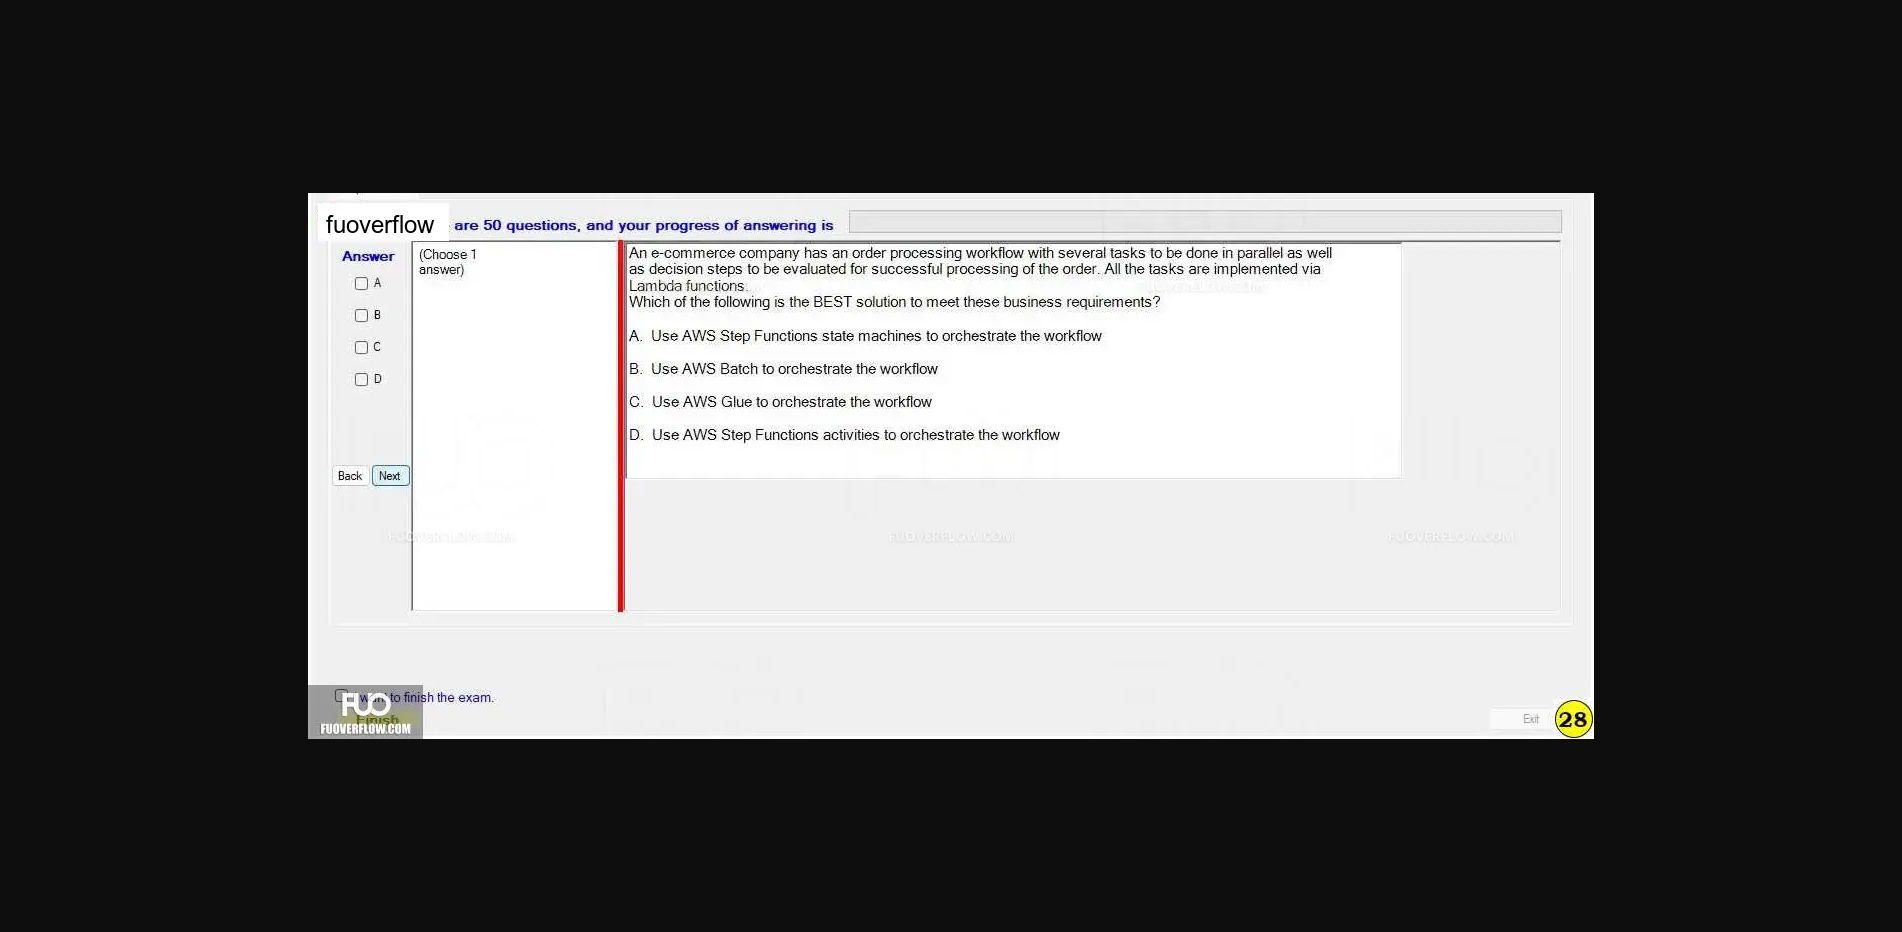 fuoverflow
are 50 questions, and your progress of answering is
Answer
(Choose 1
answer)
A
B
C
D
Back
Next
An e-commerce company has an order processing workflow with several tasks to be done in parallel as well
as decision steps to be evaluated for successful processing of the order. All the tasks are implemented via
Lambda functions.
Which of the following is the BEST solution to meet these business requirements?
A. Use AWS Step Functions state machines to orchestrate the workflow
B. Use AWS Batch to orchestrate the workflow
C. Use AWS Glue to orchestrate the workflow
D. Use AWS Step Functions activities to orchestrate the workflow
FUOVERFLOW.COM
FUOVERFLOW.COM
FUOVERFLOW.COM
I want to finish the exam.
FUO
Finish
FUOVERFLOW.COM
Exit
28